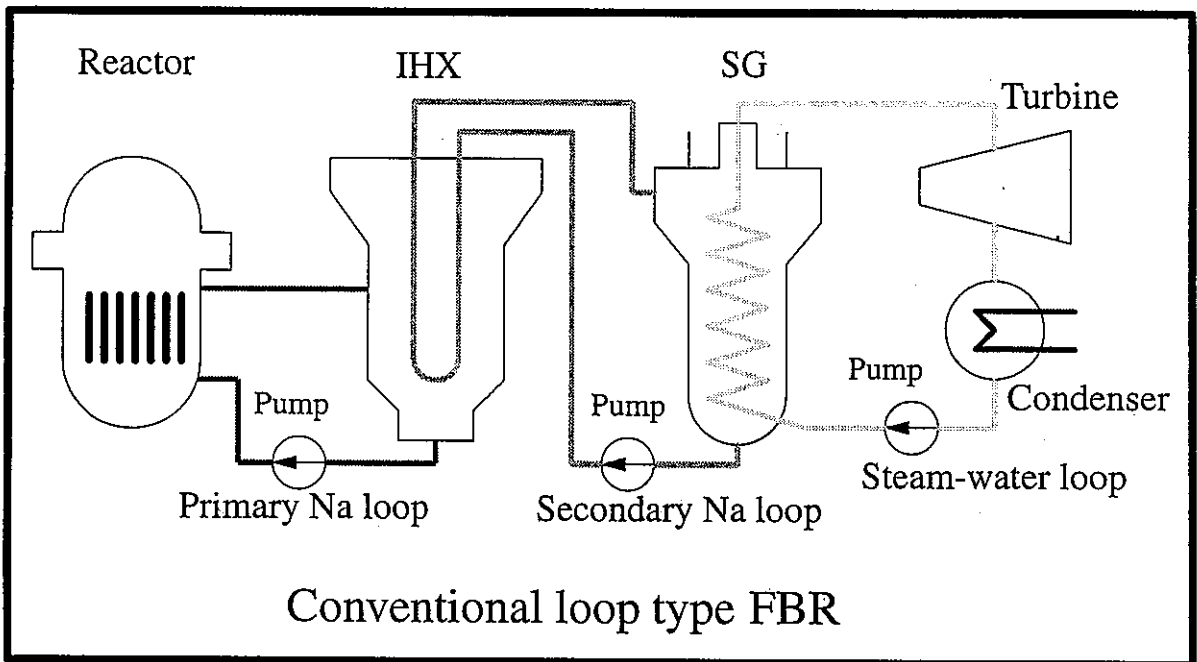 Reactor
IHX
SG
Turbine
Pump
Pump
Pump
Condenser
Primary Na loop
Secondary Na loop
Steam-water loop
Conventional loop type FBR